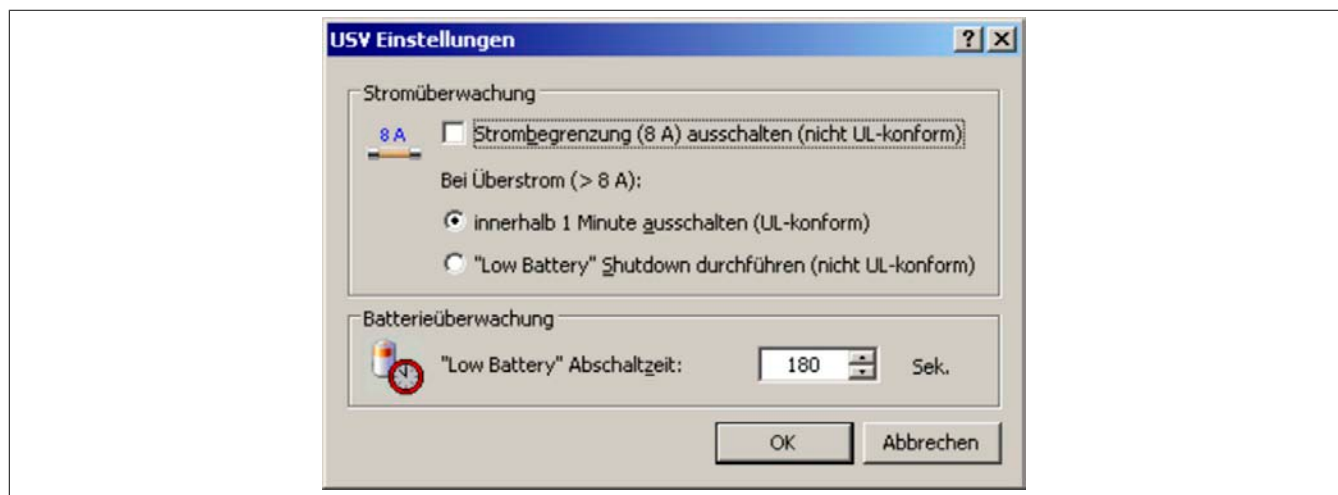 USV Einstellungen
Stromüberwachung
8 A
Strombegrenzung (8 A) ausschalten (nicht UL-konform)
Bei Überstrom (> 8 A):
innerhalb 1 Minute ausschalten (UL-konform)
"Low Battery" Shutdown durchführen (nicht UL-konform)
Batterieüberwachung
"Low Battery" Abschaltzeit: 180 Sek.
OK Abbrechen